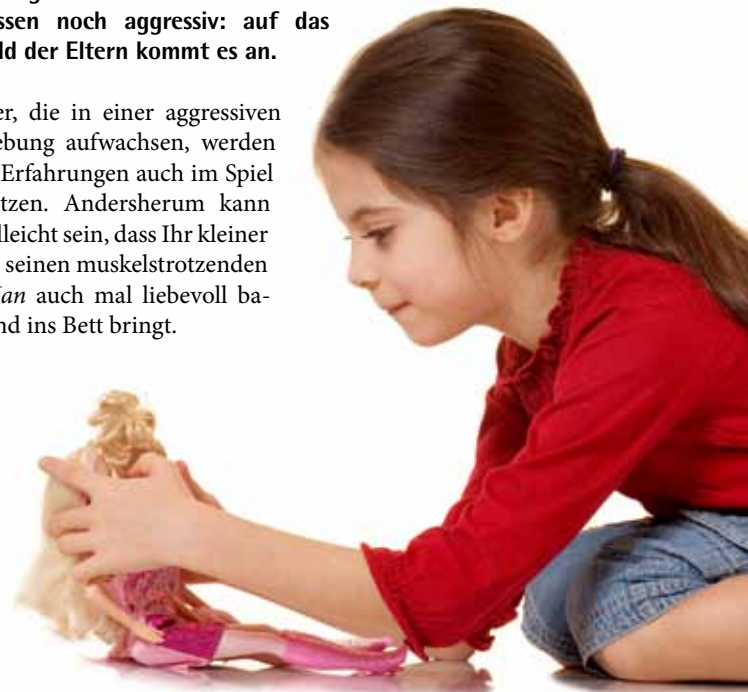 ssen noch aggressiv: auf das
ld der Eltern kommt es an.
er, die in einer aggressiven
ebung aufwachsen, werden
Erfahrungen auch im Spiel
tzen. Andersherum kann
lleicht sein, dass Ihr kleiner
seinen muskelstrotzenden
an auch mal liebevoll ba-
nd ins Bett bringt.